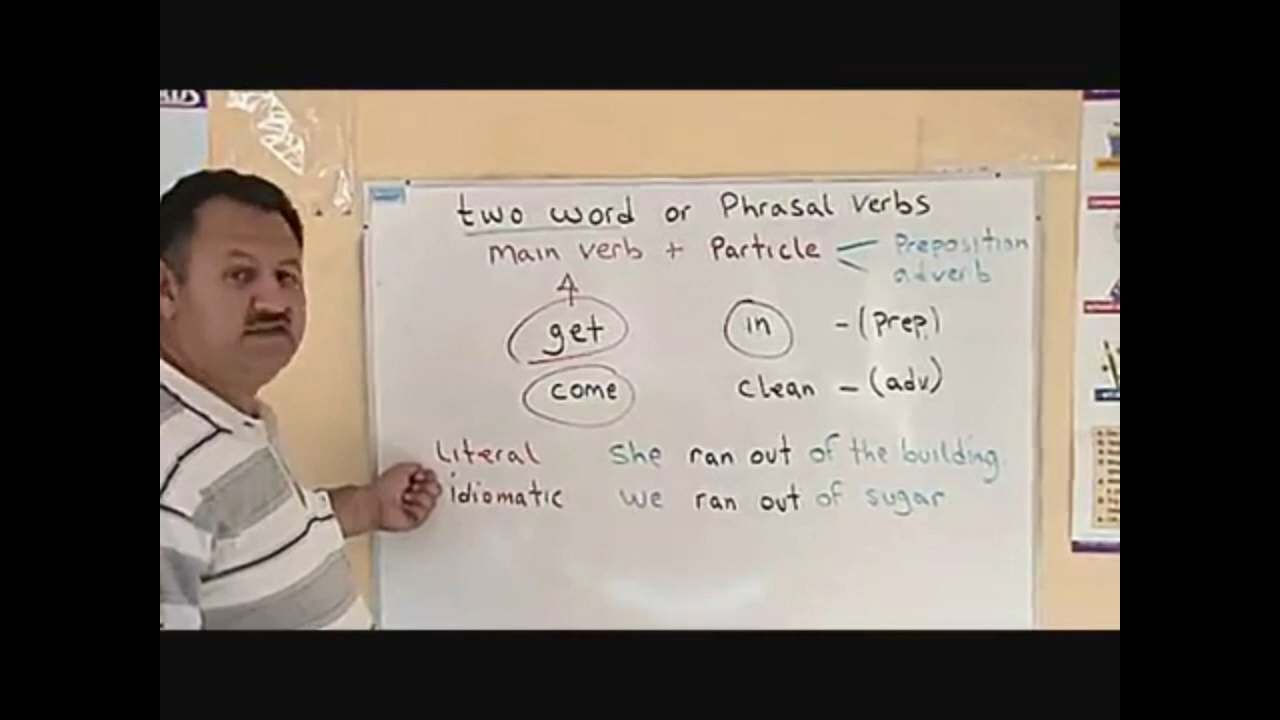 two word or Phrasal verbs
main verb + Particle
Preposition
adverb
get in - (prep)
come clean - (adv)
Literal She ran out of the building.
idiomatic we ran out of sugar